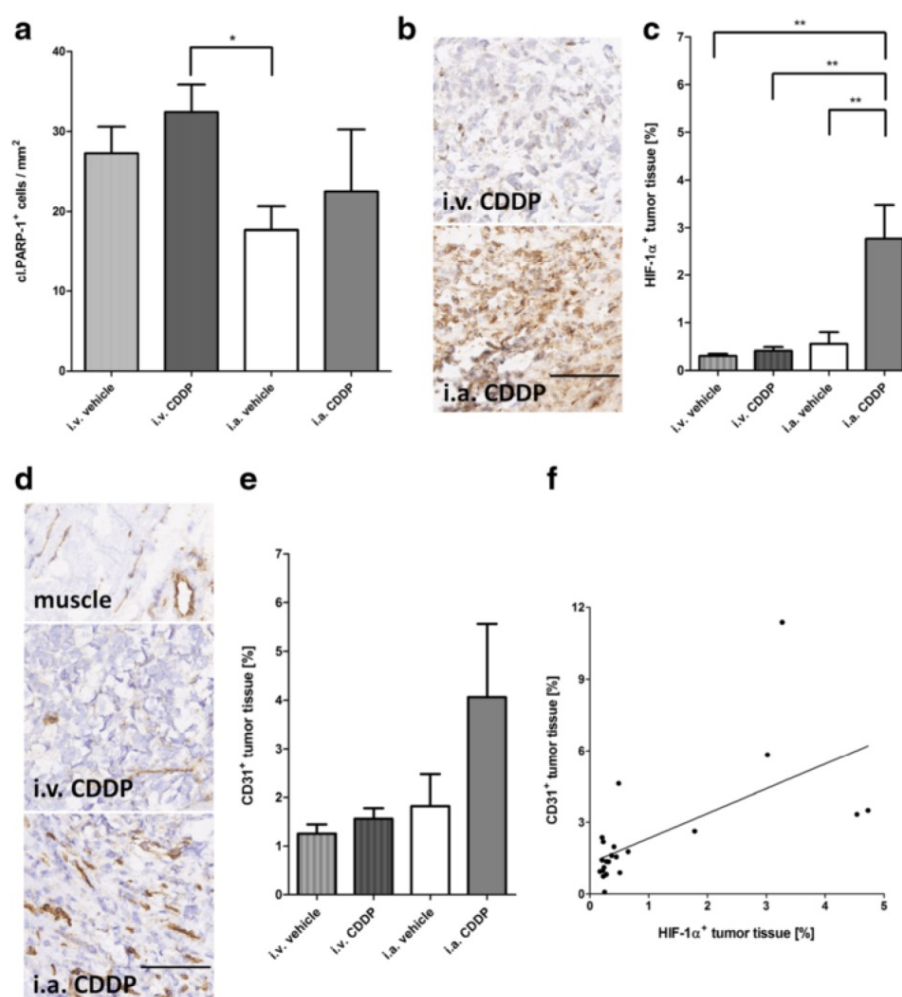 a
40
30
20
10
0
cl.PARP-1+ cells / mm2
*
i.v. vehicle
i.v. CDDP
i.a. vehicle
i.a. CDDP
b
i.v. CDDP
i.a. CDDP
c
7
6
5
4
3
2
1
0
HIF-1α+ tumor tissue [%]
**
**
**
i.v. vehicle
i.v. CDDP
i.a. vehicle
i.a. CDDP
d
muscle
i.v. CDDP
i.a. CDDP
e
7
6
5
4
3
2
1
0
CD31+ tumor tissue [%]
i.v. vehicle
i.v. CDDP
i.a. vehicle
i.a. CDDP
f
12
9
6
3
0
CD31+ tumor tissue [%]
0 1 2 3 4 5
HIF-1α+ tumor tissue [%]